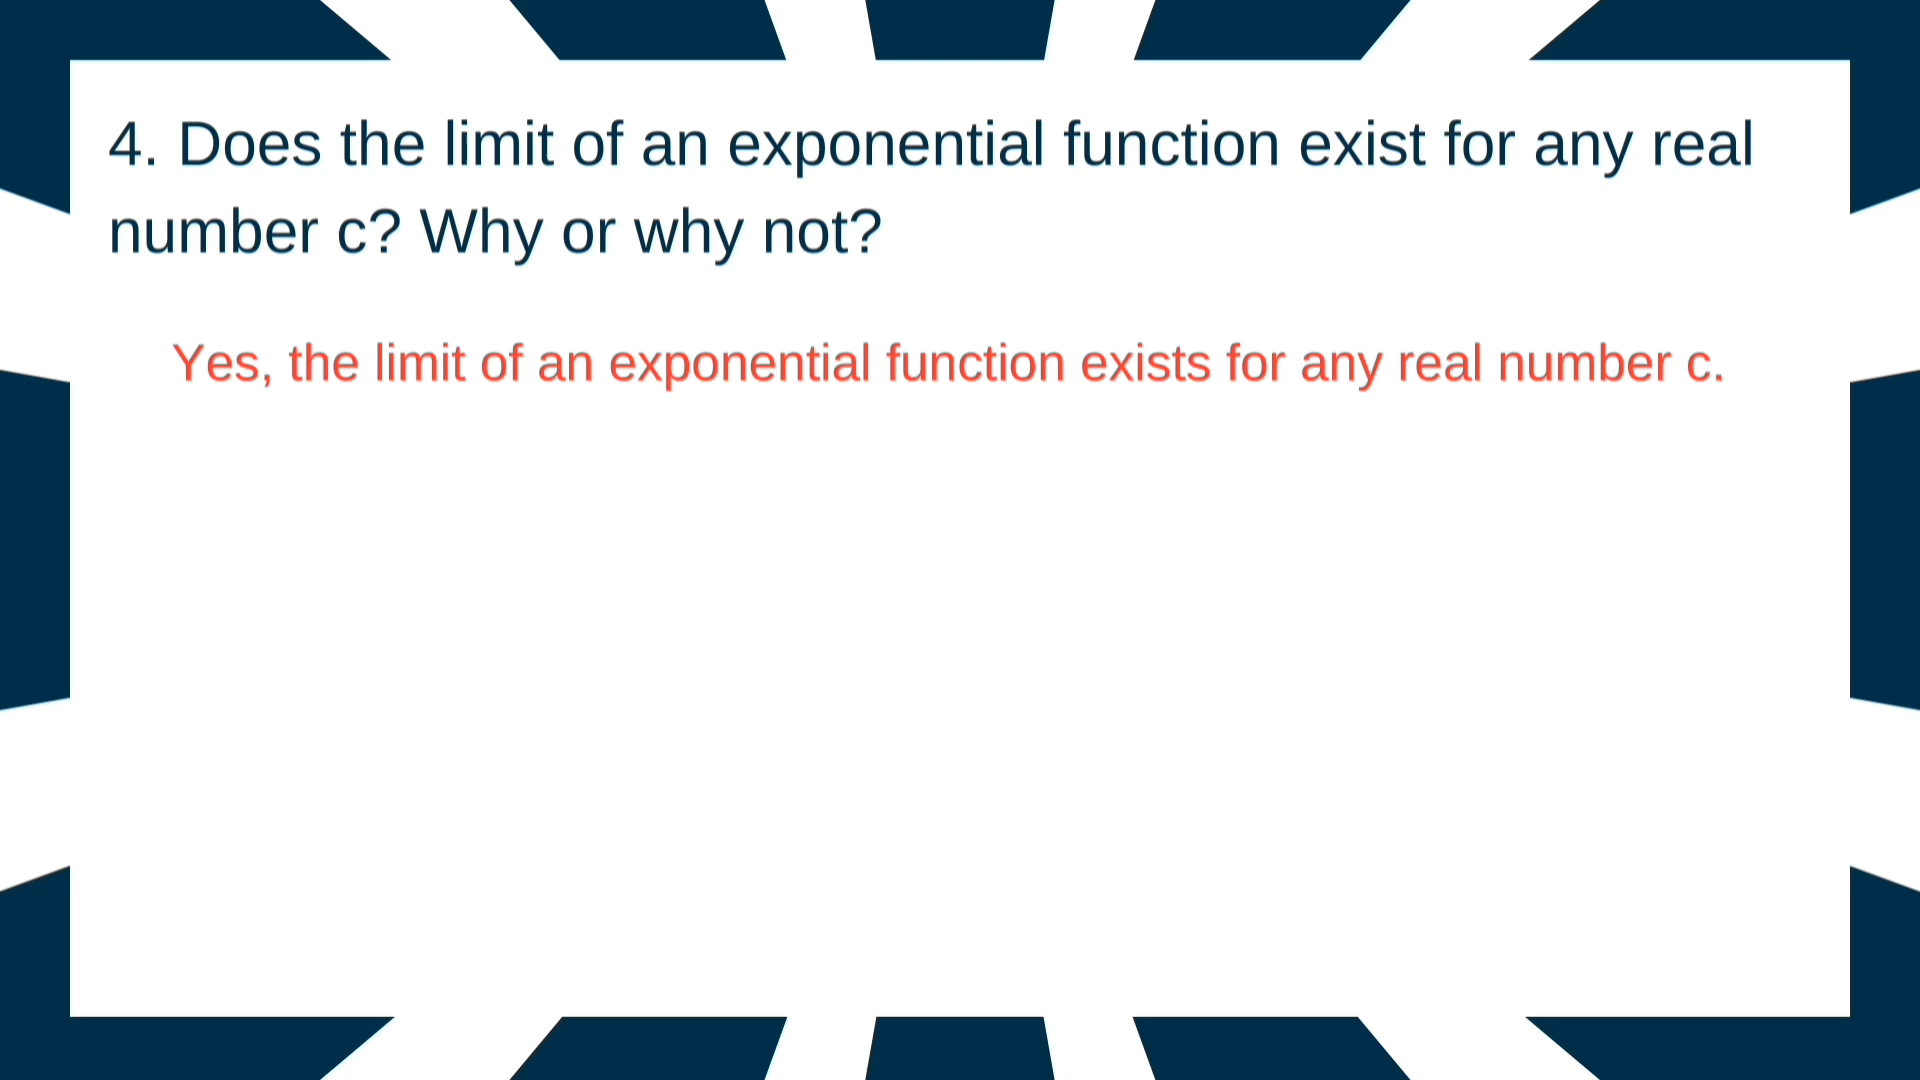 4. Does the limit of an exponential function exist for any real
number c? Why or why not?
Yes, the limit of an exponential function exists for any real number c.